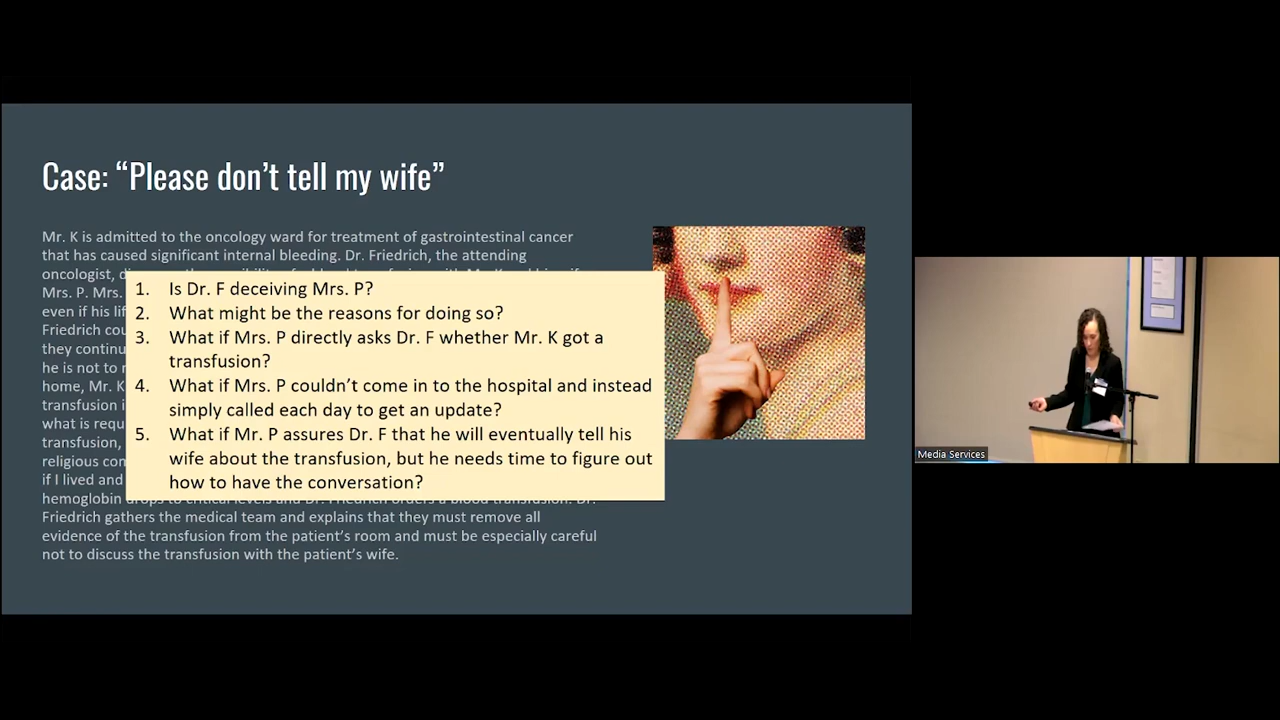 Case: “Please don’t tell my wife”
Mr. K is admitted to the oncology ward for treatment of gastrointestinal cancer
that has caused significant internal bleeding. Dr. Friedrich, the attending
oncologist,
Mrs. P. Mrs.
even if his
Friedrich
they
he is not to
home, Mr. K
transfusion
what is
transfusion,
religious
if I lived and
hemoglobin drops to critical levels and Dr. Friedrich orders a blood transfusion. Dr.
Friedrich gathers the medical team and explains that they must remove all
evidence of the transfusion from the patient’s room and must be especially careful
not to discuss the transfusion with the patient’s wife.
1. Is Dr. F deceiving Mrs. P?
2. What might be the reasons for doing so?
3. What if Mrs. P directly asks Dr. F whether Mr. K got a
transfusion?
4. What if Mrs. P couldn’t come in to the hospital and instead
simply called each day to get an update?
5. What if Mr. P assures Dr. F that he will eventually tell his
wife about the transfusion, but he needs time to figure out
how to have the conversation?
Media Services